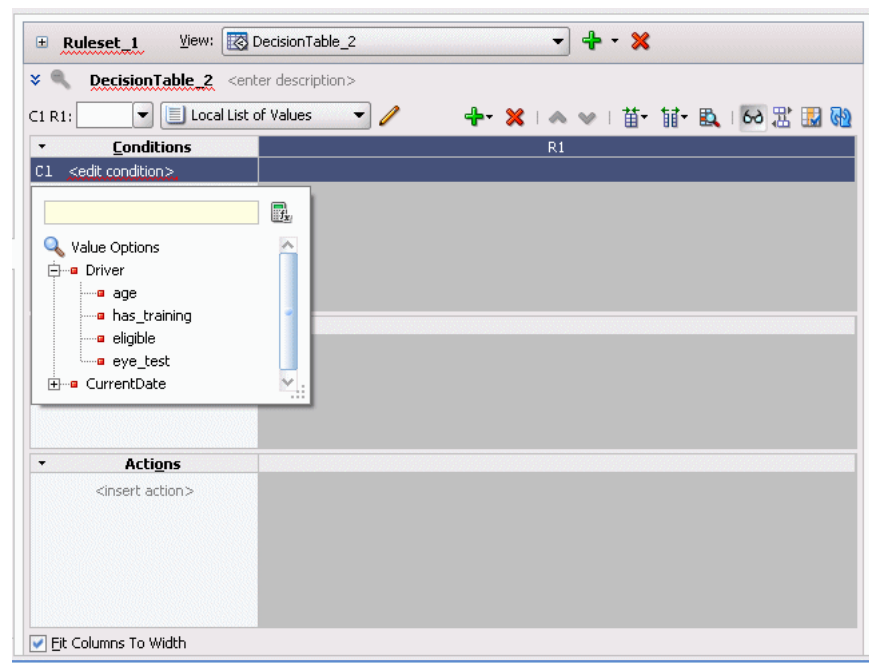 Ruleset_1 View: DecisionTable_2
DecisionTable_2 <enter description>
C1 R1: Local List of Values
Conditions R1
C1 <edit condition>
fx
Value Options
Driver
age
has_training
eligible
eye_test
CurrentDate
Actions
<insert action>
Fit Columns To Width